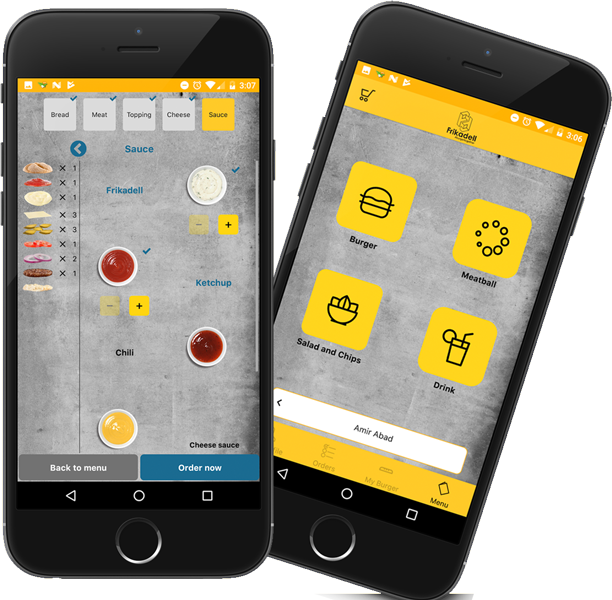 3:07
Bread Meat Topping Cheese Sauce
Sauce
× 1
× 1
× 1
× 3
× 3
× 1
× 2
× 1
Frikadell
− +
Ketchup
− +
Chili
Cheese sauce
Back to menu Order now
3:06
Frikadell
Burger
Meatball
Salad and Chips
Drink
Amir Abad
Orders
My Burger
Menu